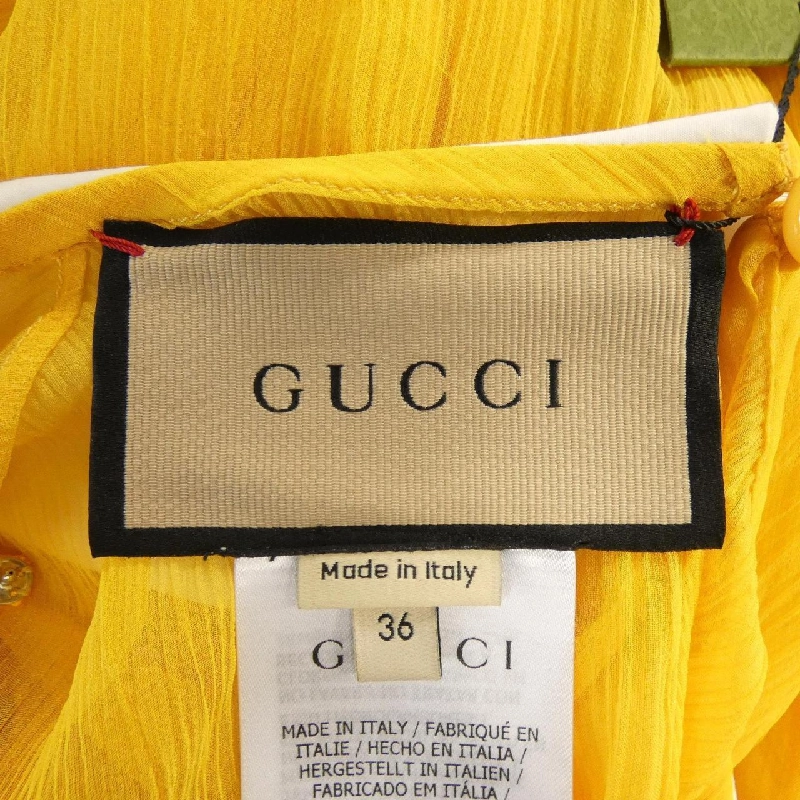 GUCCI
Made in Italy
36
G CI
MADE IN ITALY / FABRIQUÉ EN
ITALIE / HECHO EN ITALIA /
HERGESTELLT IN ITALIEN /
FABRICADO EM ITÁLIA /